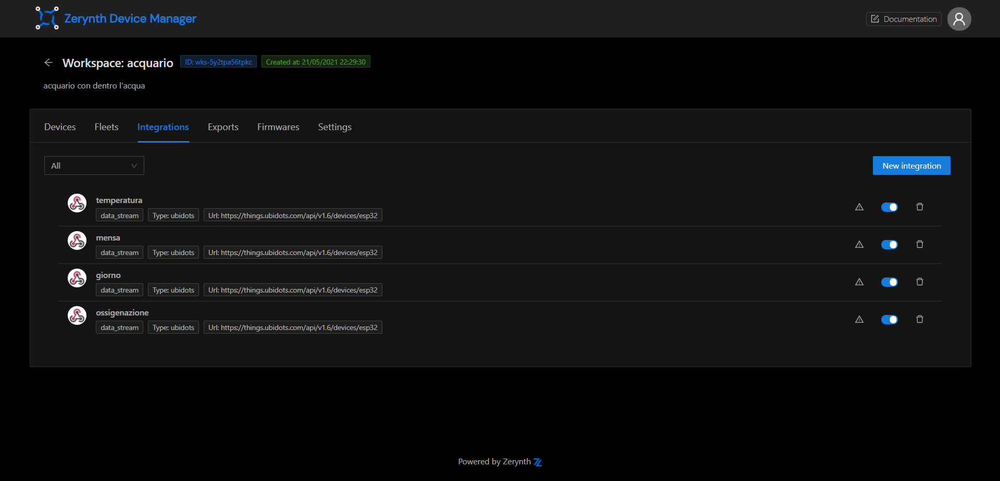 Zerynth Device Manager
Documentation
Workspace: acquario ID: wks-5y2tpa56tpkc Created at: 21/05/2021 22:29:30
acquario con dentro l'acqua
Devices Fleets Integrations Exports Firmwares Settings
All
New integration
temperatura
data_stream Type: ubidots Url: https://things.ubidots.com/api/v1.6/devices/esp32
mensa
data_stream Type: ubidots Url: https://things.ubidots.com/api/v1.6/devices/esp32
giorno
data_stream Type: ubidots Url: https://things.ubidots.com/api/v1.6/devices/esp32
ossigenazione
data_stream Type: ubidots Url: https://things.ubidots.com/api/v1.6/devices/esp32
Powered by Zerynth